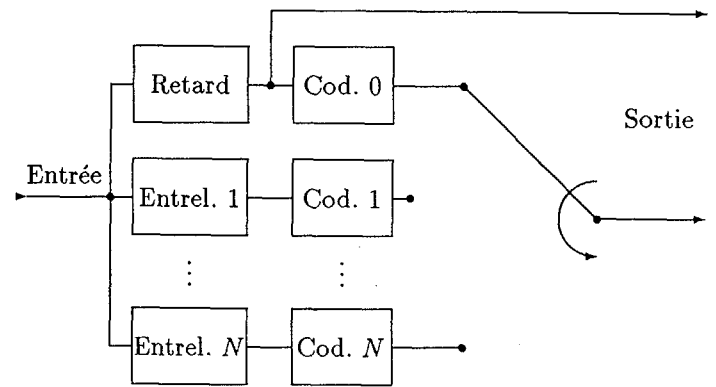 Retard
Cod. 0
Sortie
Entrée
Entrel. 1
Cod. 1
⋮
⋮
Entrel. N
Cod. N